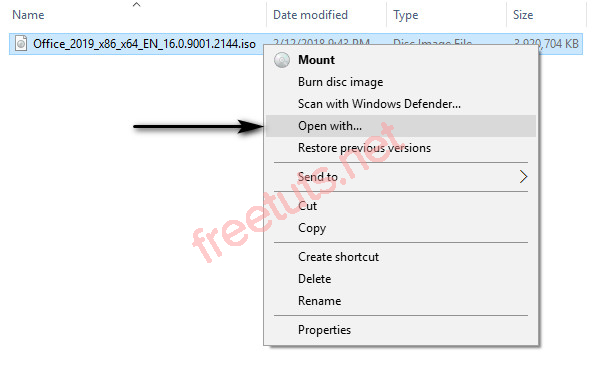 Name Date modified Type Size
Office_2019_x86_x64_EN_16.0.9001.2144.iso 2/12/2018 9:43 PM Disc Image File 3,920,704 KB
Mount
Burn disc image
Scan with Windows Defender...
Open with...
Restore previous versions
Send to
Cut
Copy
Create shortcut
Delete
Rename
Properties
freetuts.net